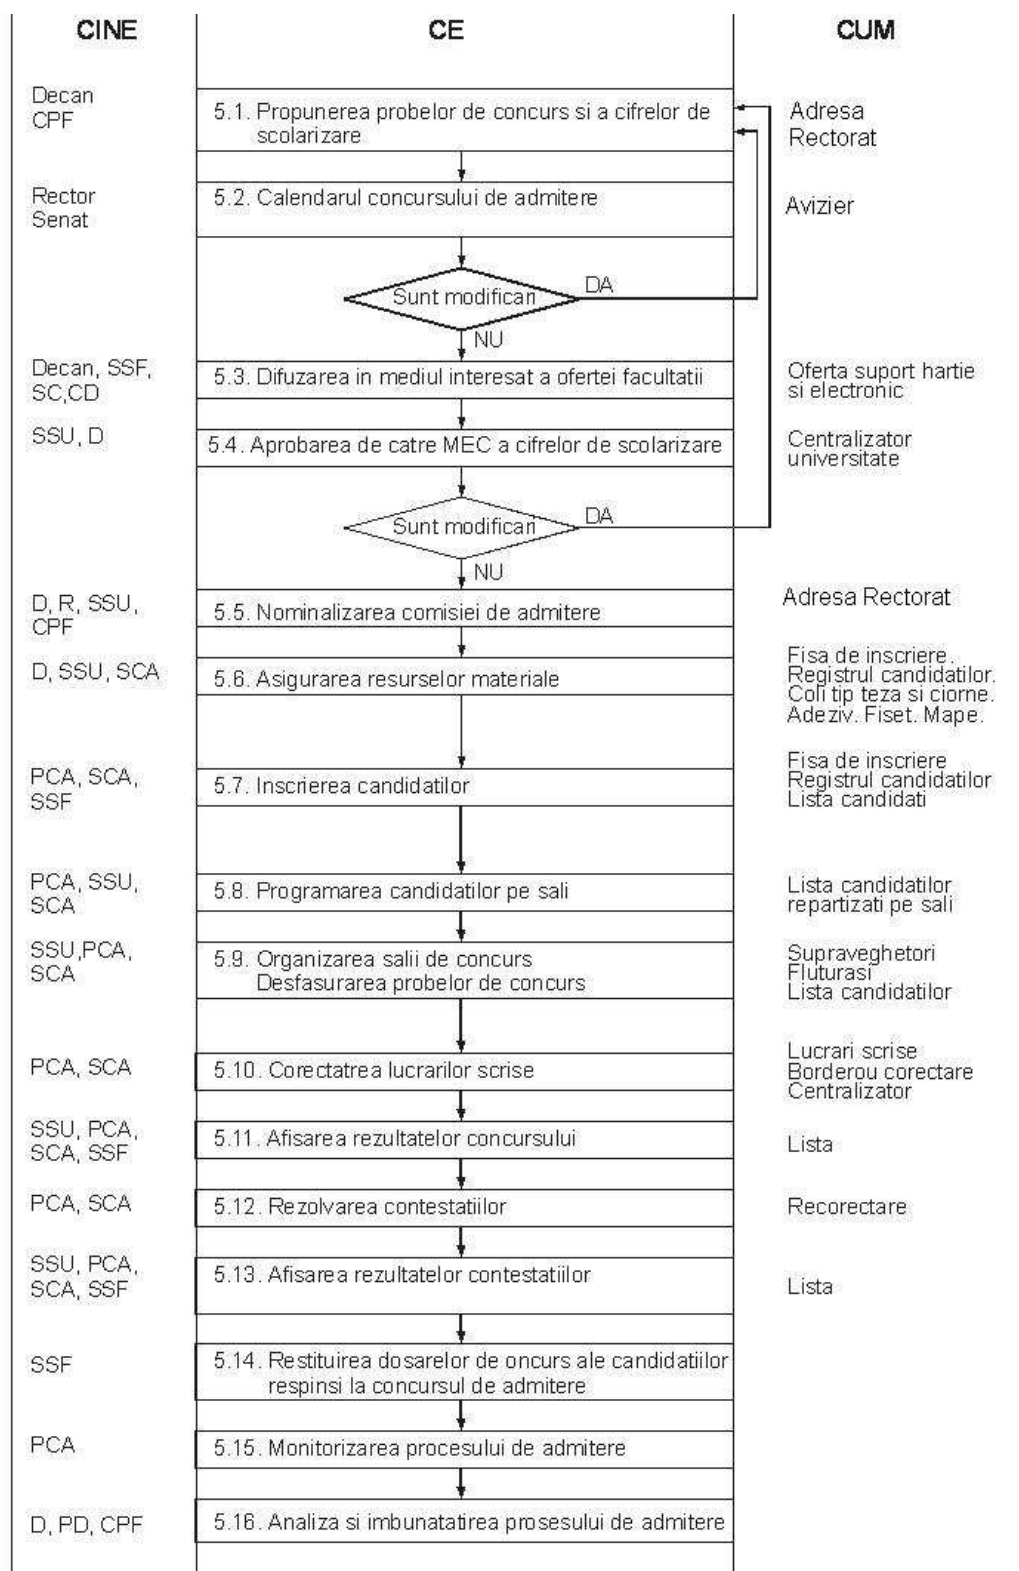 CINE CE CUM
Decan
CPF
5.1. Propunerea probelor de concurs si a cifrelor de
scolarizare
Adresa
Rectorat
Rector
Senat
5.2. Calendarul concursului de admitere
Avizier
Sunt modificari
DA
NU
Decan, SSF,
SC,CD
5.3. Difuzarea in mediul interesat a ofertei facultatii
Oferta suport hartie
si electronic
SSU, D
5.4. Aprobarea de catre MEC a cifrelor de scolarizare
Centralizator
universitate
Sunt modificari
DA
NU
D, R, SSU,
CPF
5.5. Nominalizarea comisiei de admitere
Adresa Rectorat
D, SSU, SCA
5.6. Asigurarea resurselor materiale
Fisa de inscriere.
Registrul candidatilor.
Coli tip teza si ciorne.
Adeziv. Fiset. Mape.
PCA, SCA,
SSF
5.7. Inscrierea candidatilor
Fisa de inscriere
Registrul candidatilor
Lista candidati
PCA, SSU,
SCA
5.8. Programarea candidatilor pe sali
Lista candidatilor
repartizati pe sali
SSU,PCA,
SCA
5.9. Organizarea salii de concurs
Desfasurarea probelor de concurs
Supraveghetori
Fluturasi
Lista candidatilor
PCA, SCA
5.10. Corectatrea lucrarilor scrise
Lucrari scrise
Borderou corectare
Centralizator
SSU, PCA,
SCA, SSF
5.11. Afisarea rezultatelor concursului
Lista
PCA, SCA
5.12. Rezolvarea contestatiilor
Recorectare
SSU, PCA,
SCA, SSF
5.13. Afisarea rezultatelor contestatiilor
Lista
SSF
5.14. Restituirea dosarelor de oncurs ale candidatiilor
respinsi la concursul de admitere
PCA
5.15. Monitorizarea procesului de admitere
D, PD, CPF
5.16. Analiza si imbunatatirea prosesului de admitere